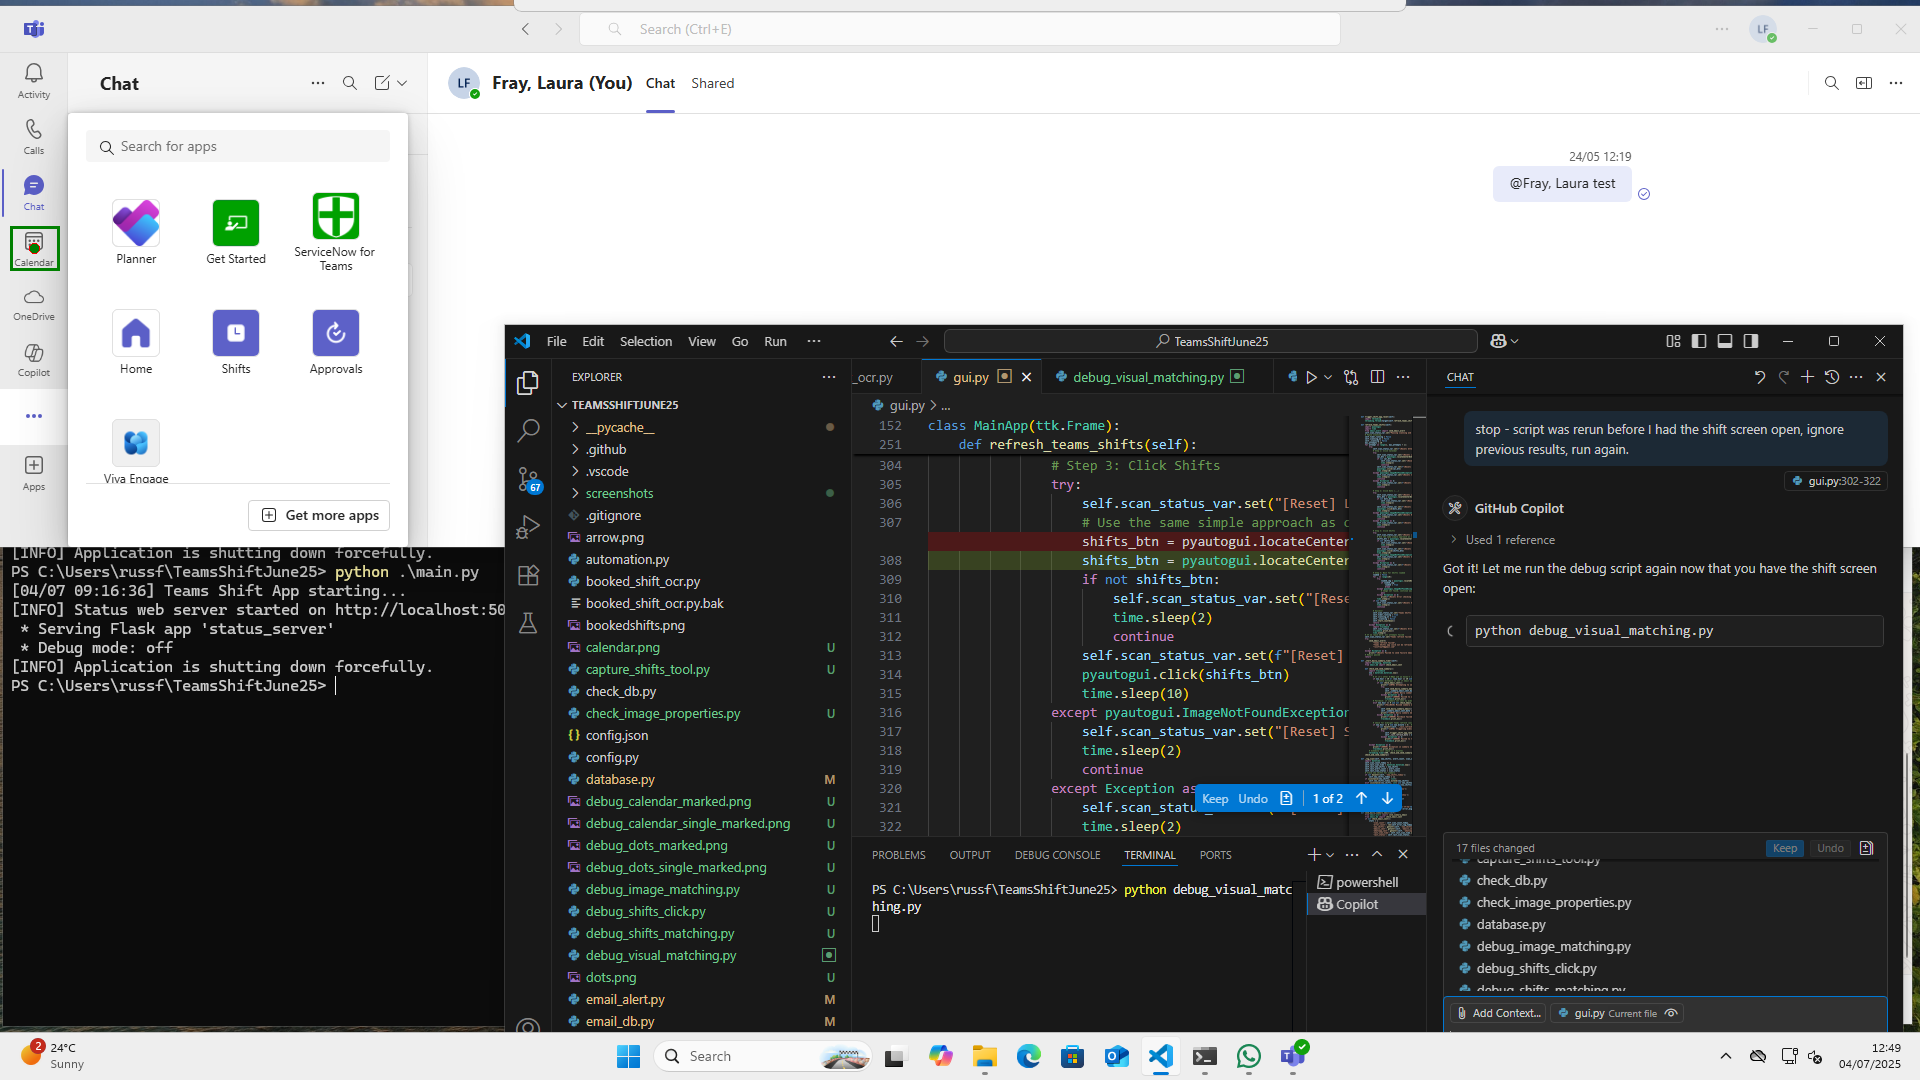 Search (Ctrl+E)
LF
Activity
Calls
Chat
Calendar
OneDrive
Copilot
Apps
Chat
LF
Fray, Laura (You)
Chat
Shared
24/05 12:19
@Fray, Laura test
Search for apps
Planner
Get Started
ServiceNow for
Teams
Home
Shifts
Approvals
Viva Engage
Get more apps
[INFO] Application is shutting down forcefully.
PS C:\Users\russf\TeamsShiftJune25> python .\main.py
[04/07 09:16:36] Teams Shift App starting...
[INFO] Status web server started on http://localhost:50
* Serving Flask app 'status_server'
* Debug mode: off
[INFO] Application is shutting down forcefully.
PS C:\Users\russf\TeamsShiftJune25>
File Edit Selection View Go Run
TeamsShiftJune25
67
EXPLORER
TEAMSSHIFTJUNE25
__pycache__
.github
.vscode
screenshots
.gitignore
arrow.png
automation.py
booked_shift_ocr.py
booked_shift_ocr.py.bak
bookedshifts.png
calendar.png U
capture_shifts_tool.py U
check_db.py
check_image_properties.py U
config.json
config.py
database.py M
debug_calendar_marked.png U
debug_calendar_single_marked.png U
debug_dots_marked.png U
debug_dots_single_marked.png U
debug_image_matching.py U
debug_shifts_click.py U
debug_shifts_matching.py U
debug_visual_matching.py
dots.png U
email_alert.py M
email_db.py M
_ocr.py
gui.py
debug_visual_matching.py
gui.py > ...
152 class MainApp(ttk.Frame):
251 def refresh_teams_shifts(self):
304 # Step 3: Click Shifts
305 try:
306 self.scan_status_var.set("[Reset] L
307 # Use the same simple approach as c
shifts_btn = pyautogui.locateCenter
308 shifts_btn = pyautogui.locateCenter
309 if not shifts_btn:
310 self.scan_status_var.set("[Rese
311 time.sleep(2)
312 continue
313 self.scan_status_var.set(f"[Reset]
314 pyautogui.click(shifts_btn)
315 time.sleep(10)
316 except pyautogui.ImageNotFoundException
317 self.scan_status_var.set("[Reset] S
318 time.sleep(2)
319 continue
320 except Exception as
321 self.scan_statu
322 time.sleep(2)
Keep Undo 1 of 2
PROBLEMS OUTPUT DEBUG CONSOLE TERMINAL PORTS
PS C:\Users\russf\TeamsShiftJune25> python debug_visual_matc
hing.py
powershell
Copilot
CHAT
stop - script was rerun before I had the shift screen open, ignore
previous results, run again.
gui.py:302-322
GitHub Copilot
Used 1 reference
Got it! Let me run the debug script again now that you have the shift screen
open:
python debug_visual_matching.py
17 files changed
Keep Undo
capture_shifts_tool.py
check_db.py
check_image_properties.py
database.py
debug_image_matching.py
debug_shifts_click.py
debug_shifts_matching.py
Add Context...
gui.py Current file
2
24°C
Sunny
Search
12:49
04/07/2025